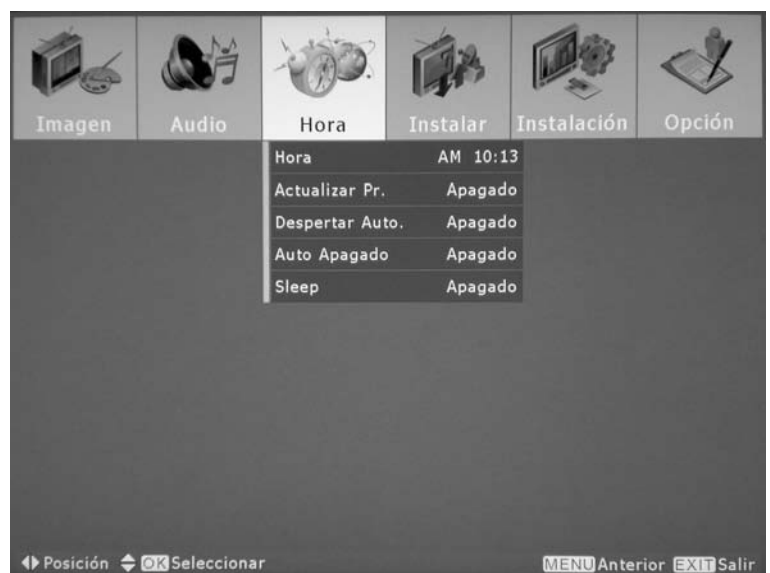 Imagen Audio Hora Instalar Instalación Opción
Hora AM 10:13
Actualizar Pr. Apagado
Despertar Auto. Apagado
Auto Apagado Apagado
Sleep Apagado
Posición OK Seleccionar MENU Anterior EXIT Salir